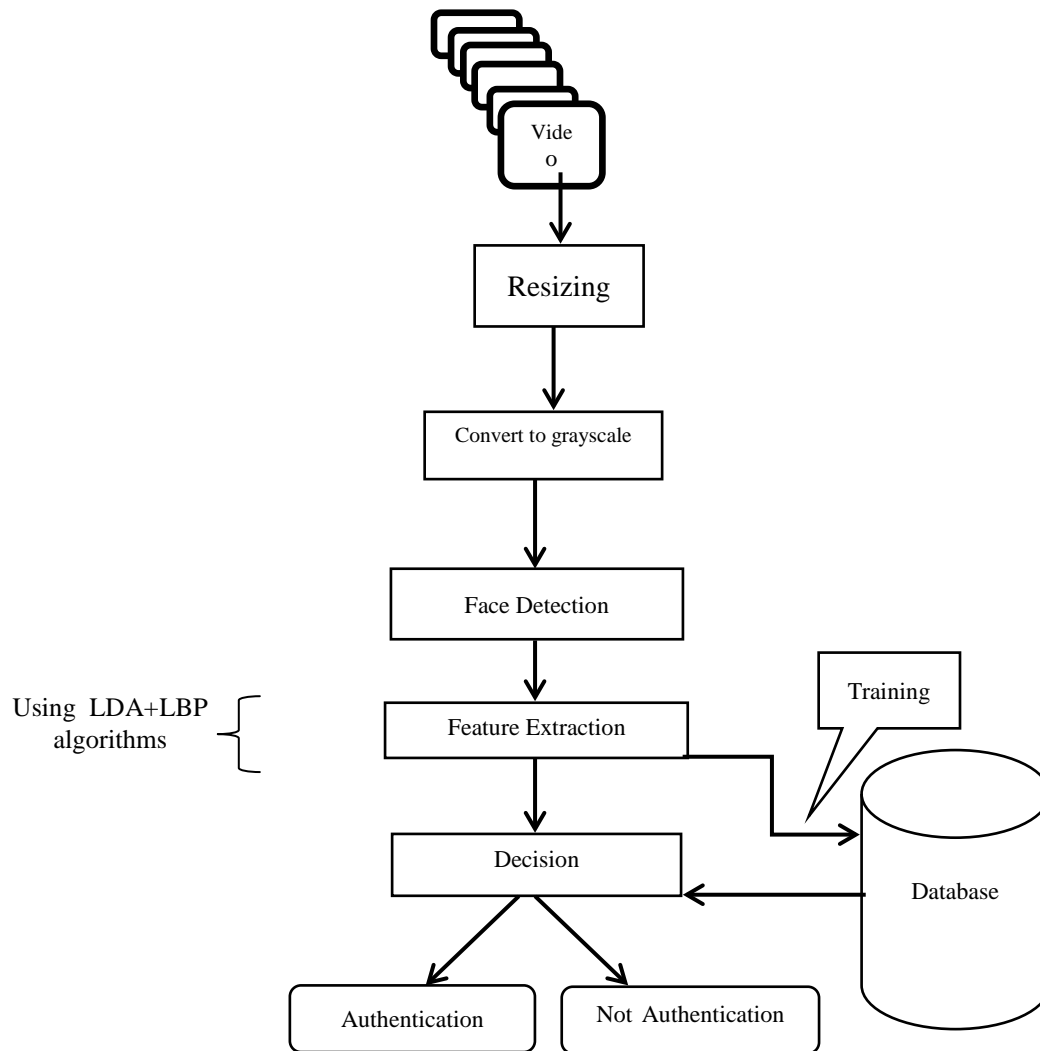 Vide
o
Resizing
Convert to grayscale
Face Detection
Training
Using LDA+LBP
algorithms
Feature Extraction
Decision
Database
Authentication
Not Authentication